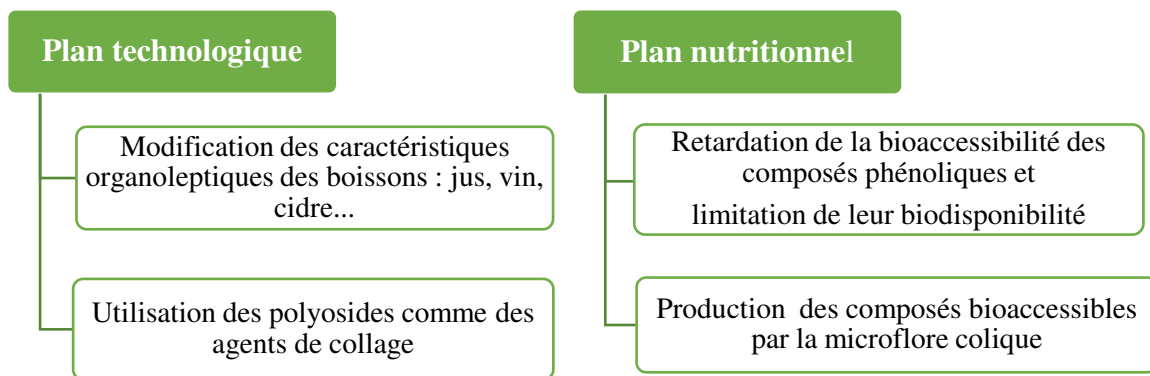 Plan technologique
Modification des caractéristiques
organoleptiques des boissons : jus, vin,
cidre...
Utilisation des polyosides comme des
agents de collage
Plan nutritionnel
Retardation de la bioaccessibilité des
composés phénoliques et
limitation de leur biodisponibilité
Production des composés bioaccessibles
par la microflore colique